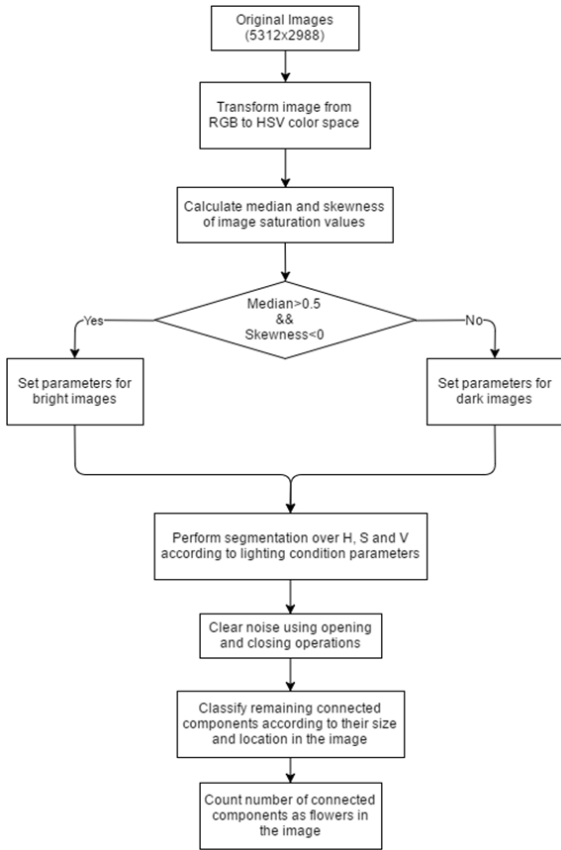 Original Images
(5312x2988)
Transform image from
RGB to HSV color space
Calculate median and skewness
of image saturation values
Median>0.5
&&
Skewness<0
Yes
No
Set parameters for
bright images
Set parameters for
dark images
Perform segmentation over H, S and V
according to lighting condition parameters
Clear noise using opening
and closing operations
Classify remaining connected
components according to their size
and location in the image
Count number of connected
components as flowers in
the image